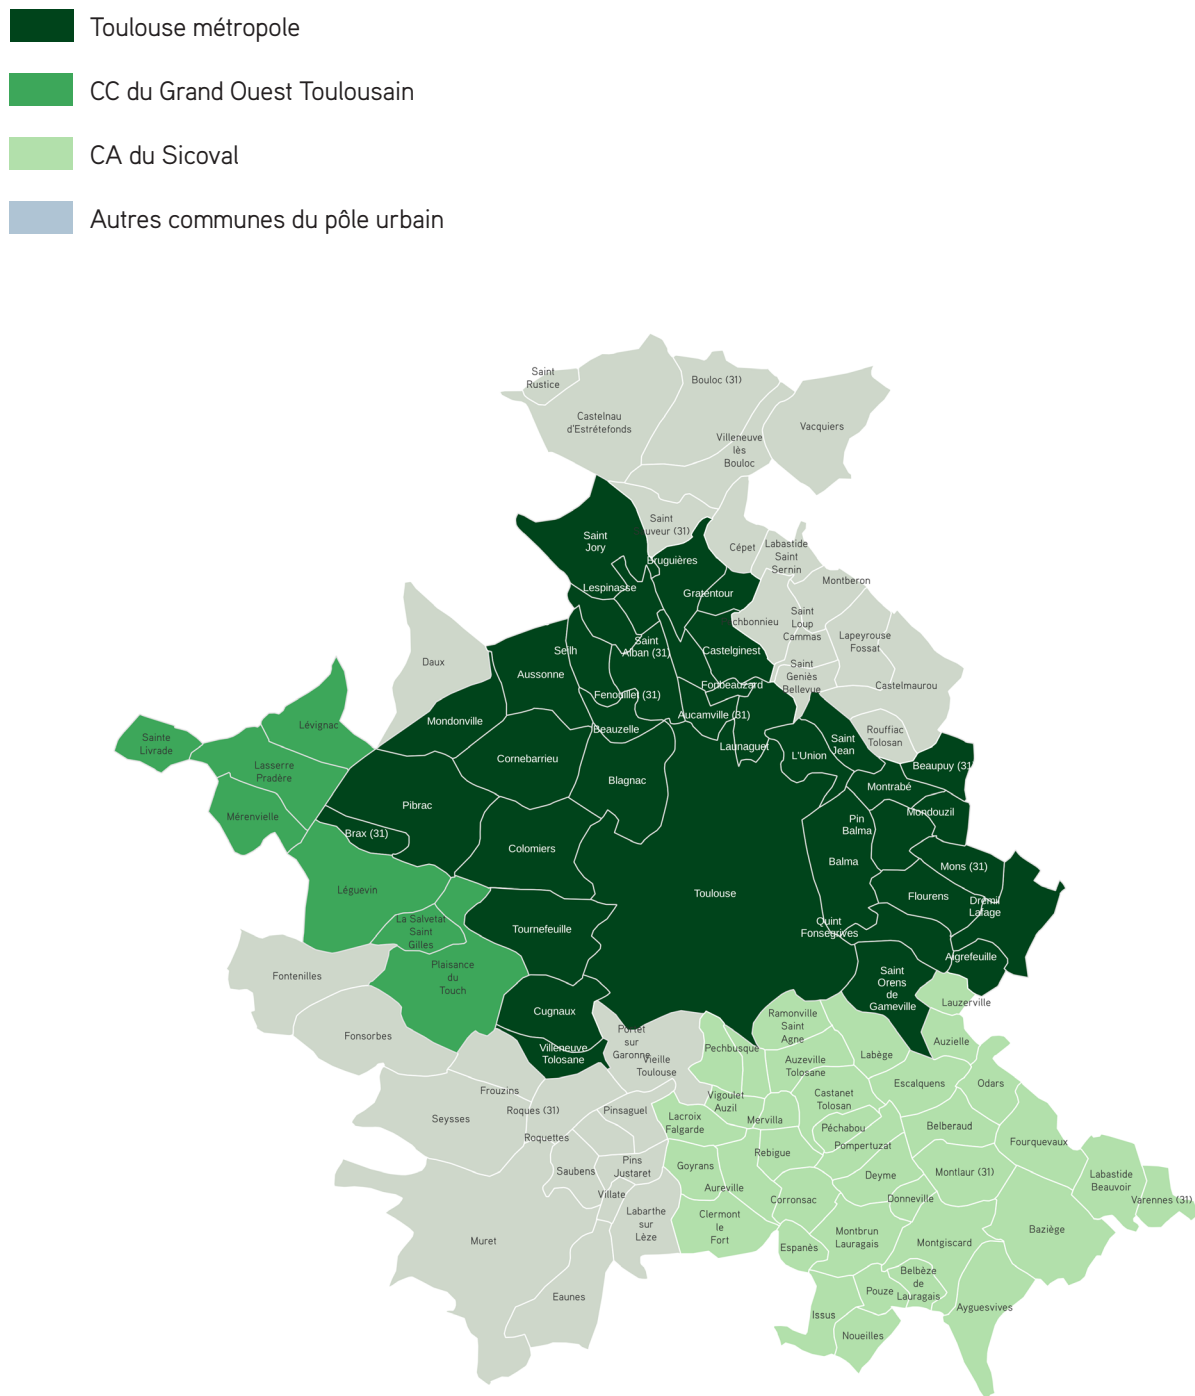 Toulouse métropole
CC du Grand Ouest Toulousain
CA du Sicoval
Autres communes du pôle urbain
Saint
Rustice
Bouloc (31)
Castelnau
d'Estrétefonds
Vacquiers
Villeneuve
lès
Bouloc
Saint
(31)
Saint
Jory
Cépet
Labastide
Saint
Sernin
Bruguières
Montberon
Lespinasse
Gratentour
Saint
Loup
Cammas
Lapeyrouse
Fossat
Saint
Alban (31)
Castelginest
Seilh
Daux
Aussonne
Saint
Geniès
Bellevue
Castelmaurou
Fonbeauzard
Fenouillet (31)
Aucamville (31)
Mondonville
Lévignac
Beauzelle
Rouffiac
Tolosan
Sainte
Livrade
Saint
Jean
Launaguet
L'Union
Cornebarrieu
Beaupuy (31
Lasserre
Pradère
Blagnac
Montrabé
Pibrac
Mondouzil
Mérenvielle
Pin
Balma
Brax (31)
Colomiers
Balma
Mons (31)
Léguevin
Toulouse
Flourens
Drémil
Lafage
La Salvetat
Saint
Gilles
Tournefeuille
Quint
Fonsegrives
Aigrefeuille
Plaisance
du
Touch
Fontenilles
Saint
Orens
de
Gameville
Lauzerville
Cugnaux
Ramonville
Saint
Agne
Fonsorbes
Portet
sur
Garonne
Auzielle
Villeneuve
Tolosane
Pechbusque
Labège
Vieille
Toulouse
Auzeville
Tolosane
Escalquens
Odars
Frouzins
Vigoulet
Auzil
Castanet
Tolosan
Roques (31)
Pinsaguel
Seysses
Lacroix
Falgarde
Mervilla
Péchabou
Belberaud
Roquettes
Pompertuzat
Fourquevaux
Rebigue
Pins
Justaret
Goyrans
Saubens
Deyme
Montlaur (31)
Labastide
Beauvoir
Aureville
Villate
Corronsac
Donneville
Varennes (31)
Labarthe
sur
Lèze
Clermont
le
Fort
Baziège
Muret
Montbrun
Lauragais
Montgiscard
Espanès
Belbèze
de
Lauragais
Pouze
Eaunes
Ayguesvives
Issus
Noueilles